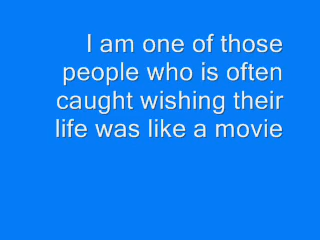 I am one of those
people who is often
caught wishing their
life was like a movie